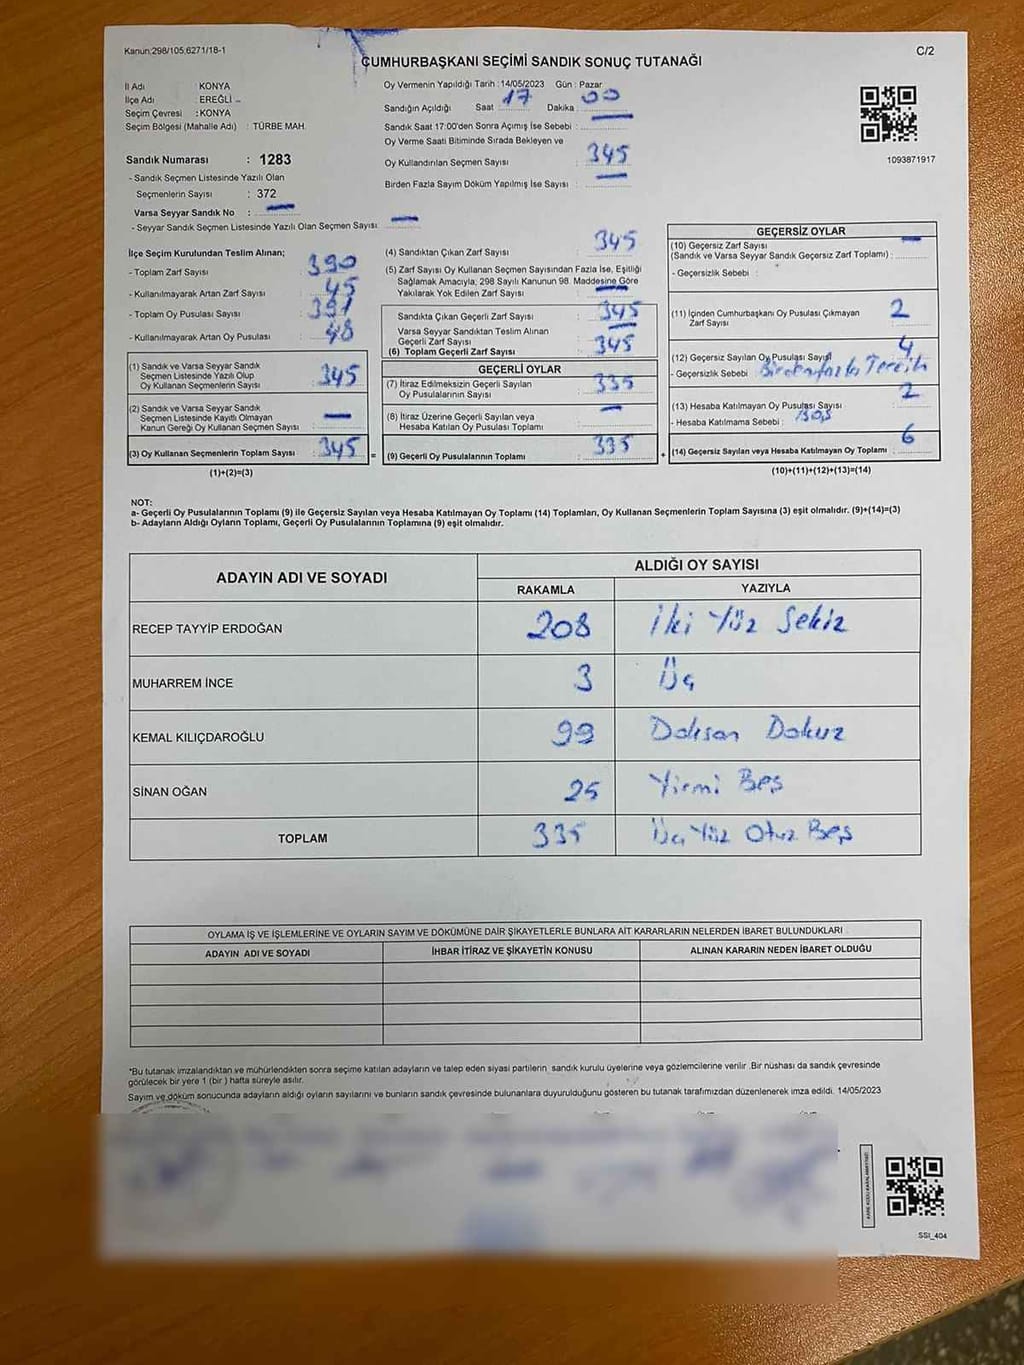 Kanun:298/105,6271/18-1
C/2
CUMHURBAŞKANI SEÇİMİ SANDIK SONUÇ TUTANAĞI
İl Adı KONYA
İlçe Adı EREĞLİ
Seçim Çevresi : KONYA
Seçim Bölgesi (Mahalle Adı) : TÜRBE MAH.
Oy Vermenin Yapıldığı Tarih : 14/05/2023 Gün : Pazar
Sandığın Açıldığı Saat 17 Dakika 00
Sandık Saat 17:00'den Sonra Açımış İse Sebebi :
Oy Verme Saati Bitiminde Sırada Bekleyen ve
Oy Kullandırılan Seçmen Sayısı : 345
Birden Fazla Sayım Döküm Yapılmış İse Sayısı :
1093871917
Sandık Numarası : 1283
- Sandık Seçmen Listesinde Yazılı Olan
Seçmenlerin Sayısı : 372
Varsa Seyyar Sandık No : —
- Seyyar Sandık Seçmen Listesinde Yazılı Olan Seçmen Sayısı : —
İlçe Seçim Kurulundan Teslim Alınan;
- Toplam Zarf Sayısı : 390
- Kullanılmayarak Artan Zarf Sayısı : 45
- Toplam Oy Pusulası Sayısı : 391
- Kullanılmayarak Artan Oy Pusulası : 48
(1) Sandık ve Varsa Seyyar Sandık
Seçmen Listesinde Yazılı Olup
Oy Kullanan Seçmenlerin Sayısı : 345
(2) Sandık ve Varsa Seyyar Sandık
Seçmen Listesinde Kayıtlı Olmayan
Kanun Gereği Oy Kullanan Seçmen Sayısı : —
(3) Oy Kullanan Seçmenlerin Toplam Sayısı : 345 =
(1)+(2)=(3)
(4) Sandıktan Çıkan Zarf Sayısı : 345
(5) Zarf Sayısı Oy Kullanan Seçmen Sayısından Fazla İse, Eşitliği
Sağlamak Amacıyla; 298 Sayılı Kanunun 98. Maddesine Göre
Yakılarak Yok Edilen Zarf Sayısı : —
Sandıkta Çıkan Geçerli Zarf Sayısı : 345
Varsa Seyyar Sandıktan Teslim Alınan
Geçerli Zarf Sayısı : —
(6) Toplam Geçerli Zarf Sayısı : 345
GEÇERLİ OYLAR
(7) İtiraz Edilmeksizin Geçerli Sayılan
Oy Pusulalarının Sayısı : 335
(8) İtiraz Üzerine Geçerli Sayılan veya
Hesaba Katılan Oy Pusulası Toplamı : —
(9) Geçerli Oy Pusulalarının Toplamı : 335 +
GEÇERSİZ OYLAR
(10) Geçersiz Zarf Sayısı
(Sandık ve Varsa Seyyar Sandık Geçersiz Zarf Toplamı) : —
- Geçersizlik Sebebi :
(11) İçinden Cumhurbaşkanı Oy Pusulası Çıkmayan
Zarf Sayısı : 2
(12) Geçersiz Sayılan Oy Pusulası Sayısı : 4
- Geçersizlik Sebebi Birden fazla Tercih
(13) Hesaba Katılmayan Oy Pusulası Sayısı : 2
- Hesaba Katılmama Sebebi : BOŞ
(14) Geçersiz Sayılan veya Hesaba Katılmayan Oy Toplamı : 6
(10)+(11)+(12)+(13)=(14)
NOT:
a- Geçerli Oy Pusulalarının Toplamı (9) ile Geçersiz Sayılan veya Hesaba Katılmayan Oy Toplamı (14) Toplamları, Oy Kullanan Seçmenlerin Toplam Sayısına (3) eşit olmalıdır. (9)+(14)=(3)
b- Adayların Aldığı Oyların Toplamı, Geçerli Oy Pusulalarının Toplamına (9) eşit olmalıdır.
ADAYIN ADI VE SOYADI
ALDIĞI OY SAYISI
RAKAMLA YAZIYLA
RECEP TAYYİP ERDOĞAN 208 İki Yüz Sekiz
MUHARREM İNCE 3 Üç
KEMAL KILIÇDAROĞLU 99 Doksan Dokuz
SİNAN OĞAN 25 Yirmi Beş
TOPLAM 335 Üç Yüz Otuz Beş
OYLAMA İŞ VE İŞLEMLERİNE VE OYLARIN SAYIM VE DÖKÜMÜNE DAİR ŞİKAYETLERLE BUNLARA AİT KARARLARIN NELERDEN İBARET BULUNDUKLARI
ADAYIN ADI VE SOYADI İHBAR İTİRAZ VE ŞİKAYETİN KONUSU ALINAN KARARIN NEDEN İBARET OLDUĞU
*Bu tutanak imzalandıktan ve mühürlendikten sonra seçime katılan adayların ve talep eden siyasi partilerin, sandık kurulu üyelerine veya gözlemcilerine verilir .Bir nüshası da sandık çevresinde
görülecek bir yere 1 (bir ) hafta süreyle asılır.
Sayım ve döküm sonucunda adayların aldığı oyların sayılarını ve bunların sandık çevresinde bulunanlara duyurulduğunu gösteren bu tutanak tarafımızdan düzenlenerek imza edildi. 14/05/2023
SSI_404